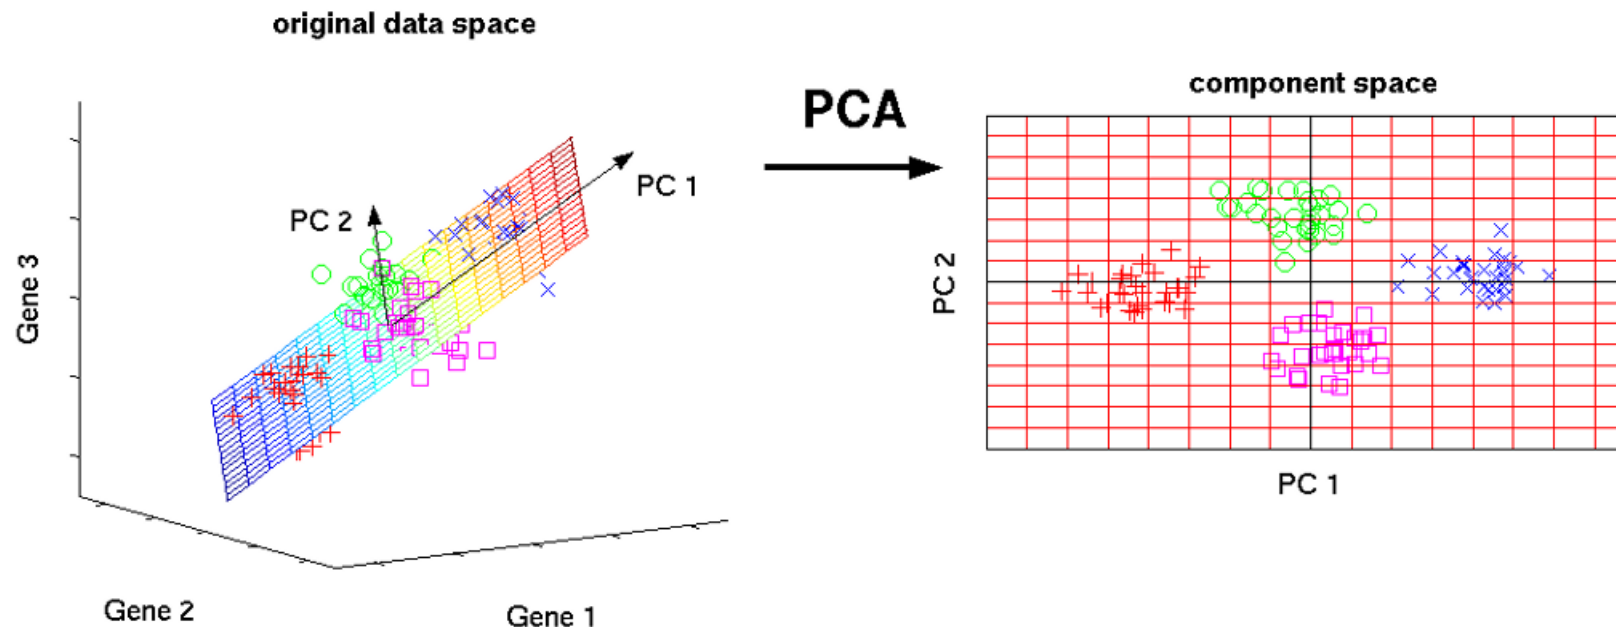 original data space
PC 1
PC 2
Gene 3
Gene 2
Gene 1
PCA
component space
PC 2
PC 1